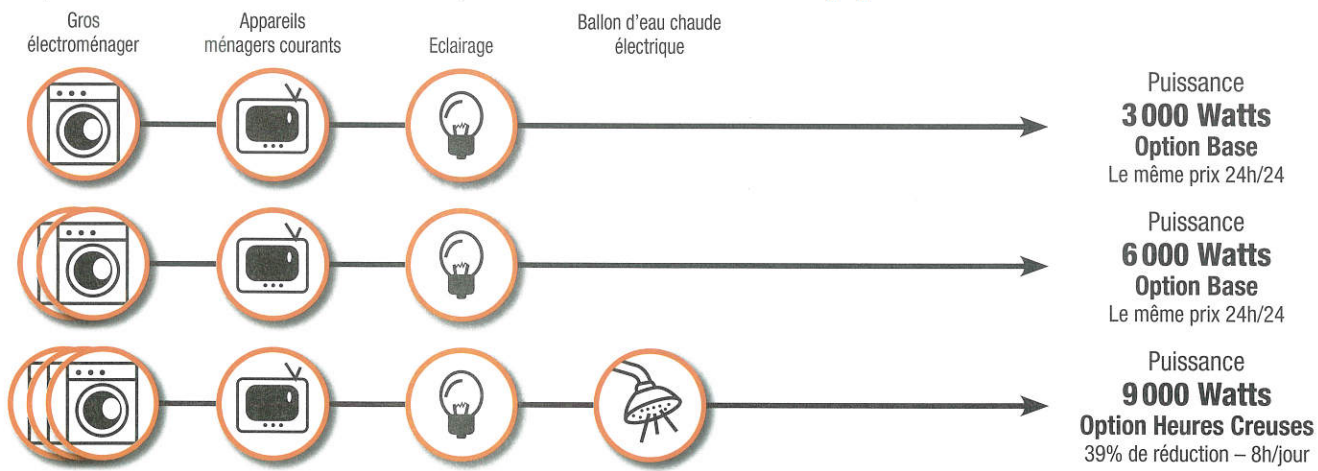 Gros
électroménager
Appareils
ménagers courants
Eclairage
Ballon d'eau chaude
électrique
Puissance
3 000 Watts
Option Base
Le même prix 24h/24
Puissance
6 000 Watts
Option Base
Le même prix 24h/24
Puissance
9 000 Watts
Option Heures Creuses
39% de réduction – 8h/jour